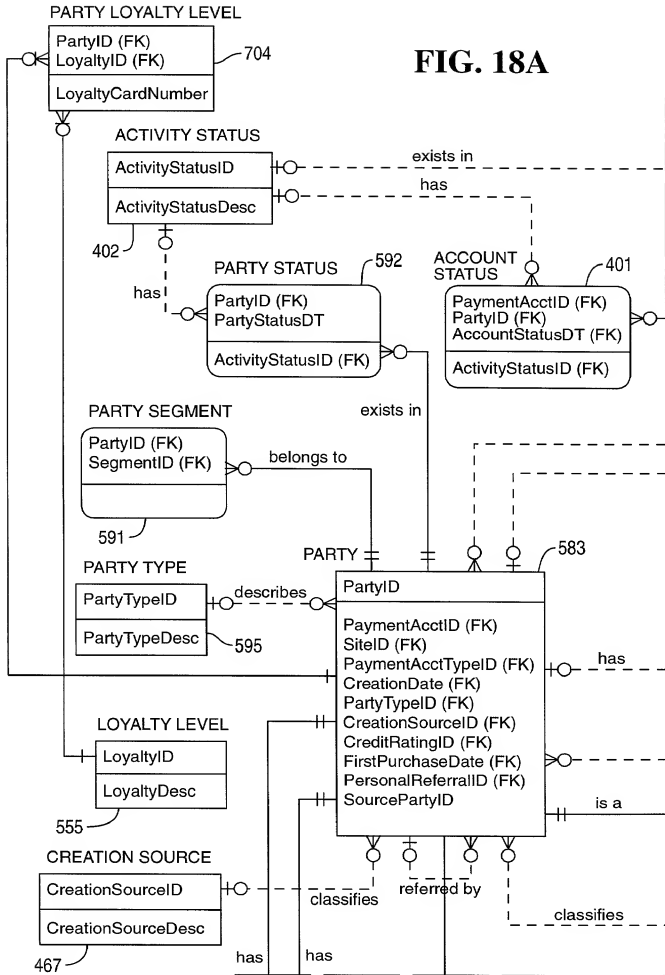 PARTY LOYALTY LEVEL
PartyID (FK)
LoyaltyID (FK)
704
LoyaltyCardNumber
FIG. 18A
ACTIVITY STATUS
ActivityStatusID
exists in
has
ActivityStatusDesc
402
592
PARTY STATUS
ACCOUNT
STATUS
401
has
PartyID (FK)
PartyStatusDT
ActivityStatusID (FK)
PaymentAcctID (FK)
PartyID (FK)
AccountStatusDT (FK)
ActivityStatusID (FK)
exists in
PARTY SEGMENT
PartyID (FK)
SegmentID (FK)
belongs to
591
PARTY
583
PARTY TYPE
PartyTypeID
describes
PartyTypeDesc
595
PartyID
PaymentAcctID (FK)
SiteID (FK)
PaymentAcctTypeID (FK)
CreationDate (FK)
PartyTypeID (FK)
CreationSourceID (FK)
CreditRatingID (FK)
FirstPurchaseDate (FK)
PersonalReferralID (FK)
SourcePartyID
has
is a
LOYALTY LEVEL
LoyaltyID
LoyaltyDesc
555
CREATION SOURCE
CreationSourceID
CreationSourceDesc
467
classifies
referred by
classifies
has
has